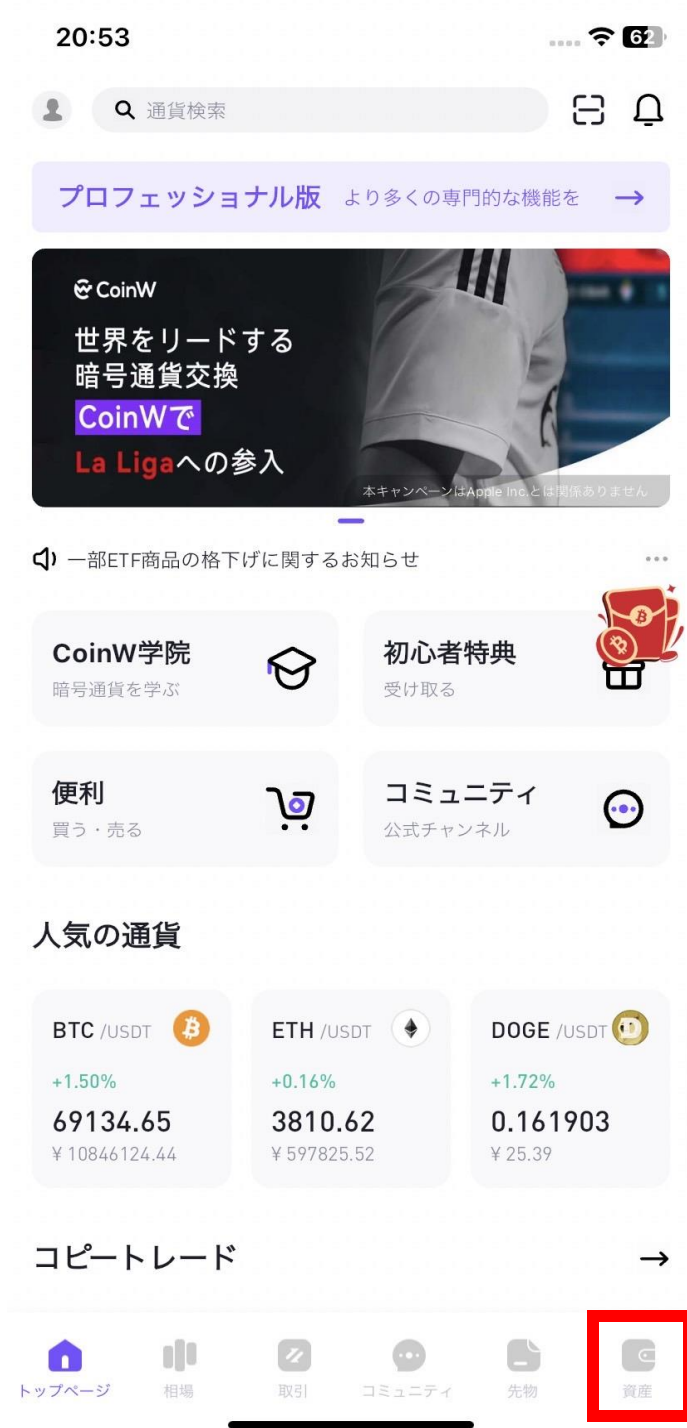 20:53
62
通貨検索
プロフェッショナル版 より多くの専門的な機能を →
CoinW
世界をリードする
暗号通貨交換
CoinWで
La Ligaへの参入
本キャンペーンはApple Inc.とは関係ありません
一部ETF商品の格下げに関するお知らせ
CoinW学院
暗号通貨を学ぶ
初心者特典
受け取る
便利
買う・売る
コミュニティ
公式チャンネル
人気の通貨
BTC /USDT
+1.50%
69134.65
¥ 10846124.44
ETH /USDT
+0.16%
3810.62
¥ 597825.52
DOGE /USDT
+1.72%
0.161903
¥ 25.39
コピートレード →
トップページ
相場
取引
コミュニティ
先物
資産